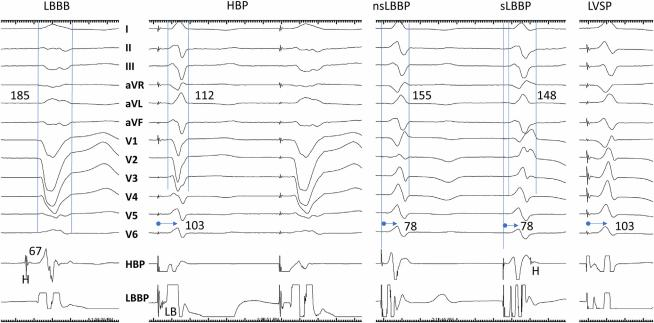 LBBB HBP nsLBBP sLBBP LVSP
I
II
III
aVR
185 112 155 148
aVL
aVF
V1
V2
V3
V4
V5
103 78 78 103
V6
67
HBP
H H
LBBP
LB